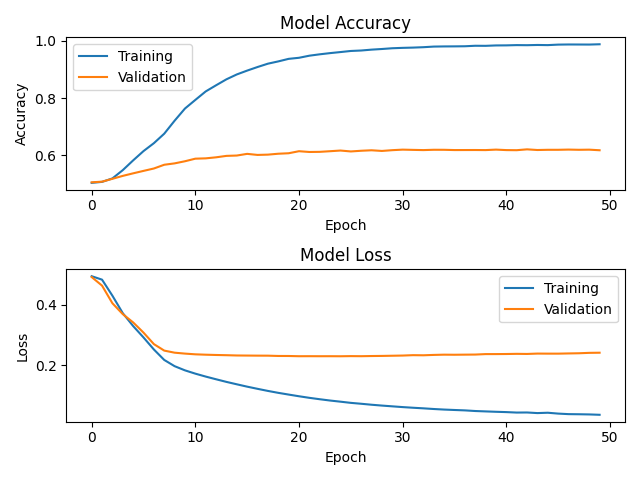 Model Accuracy
1.0
0.8
0.6
Accuracy
Training
Validation
0 10 20 30 40 50
Epoch
Model Loss
0.4
0.2
Loss
Training
Validation
0 10 20 30 40 50
Epoch